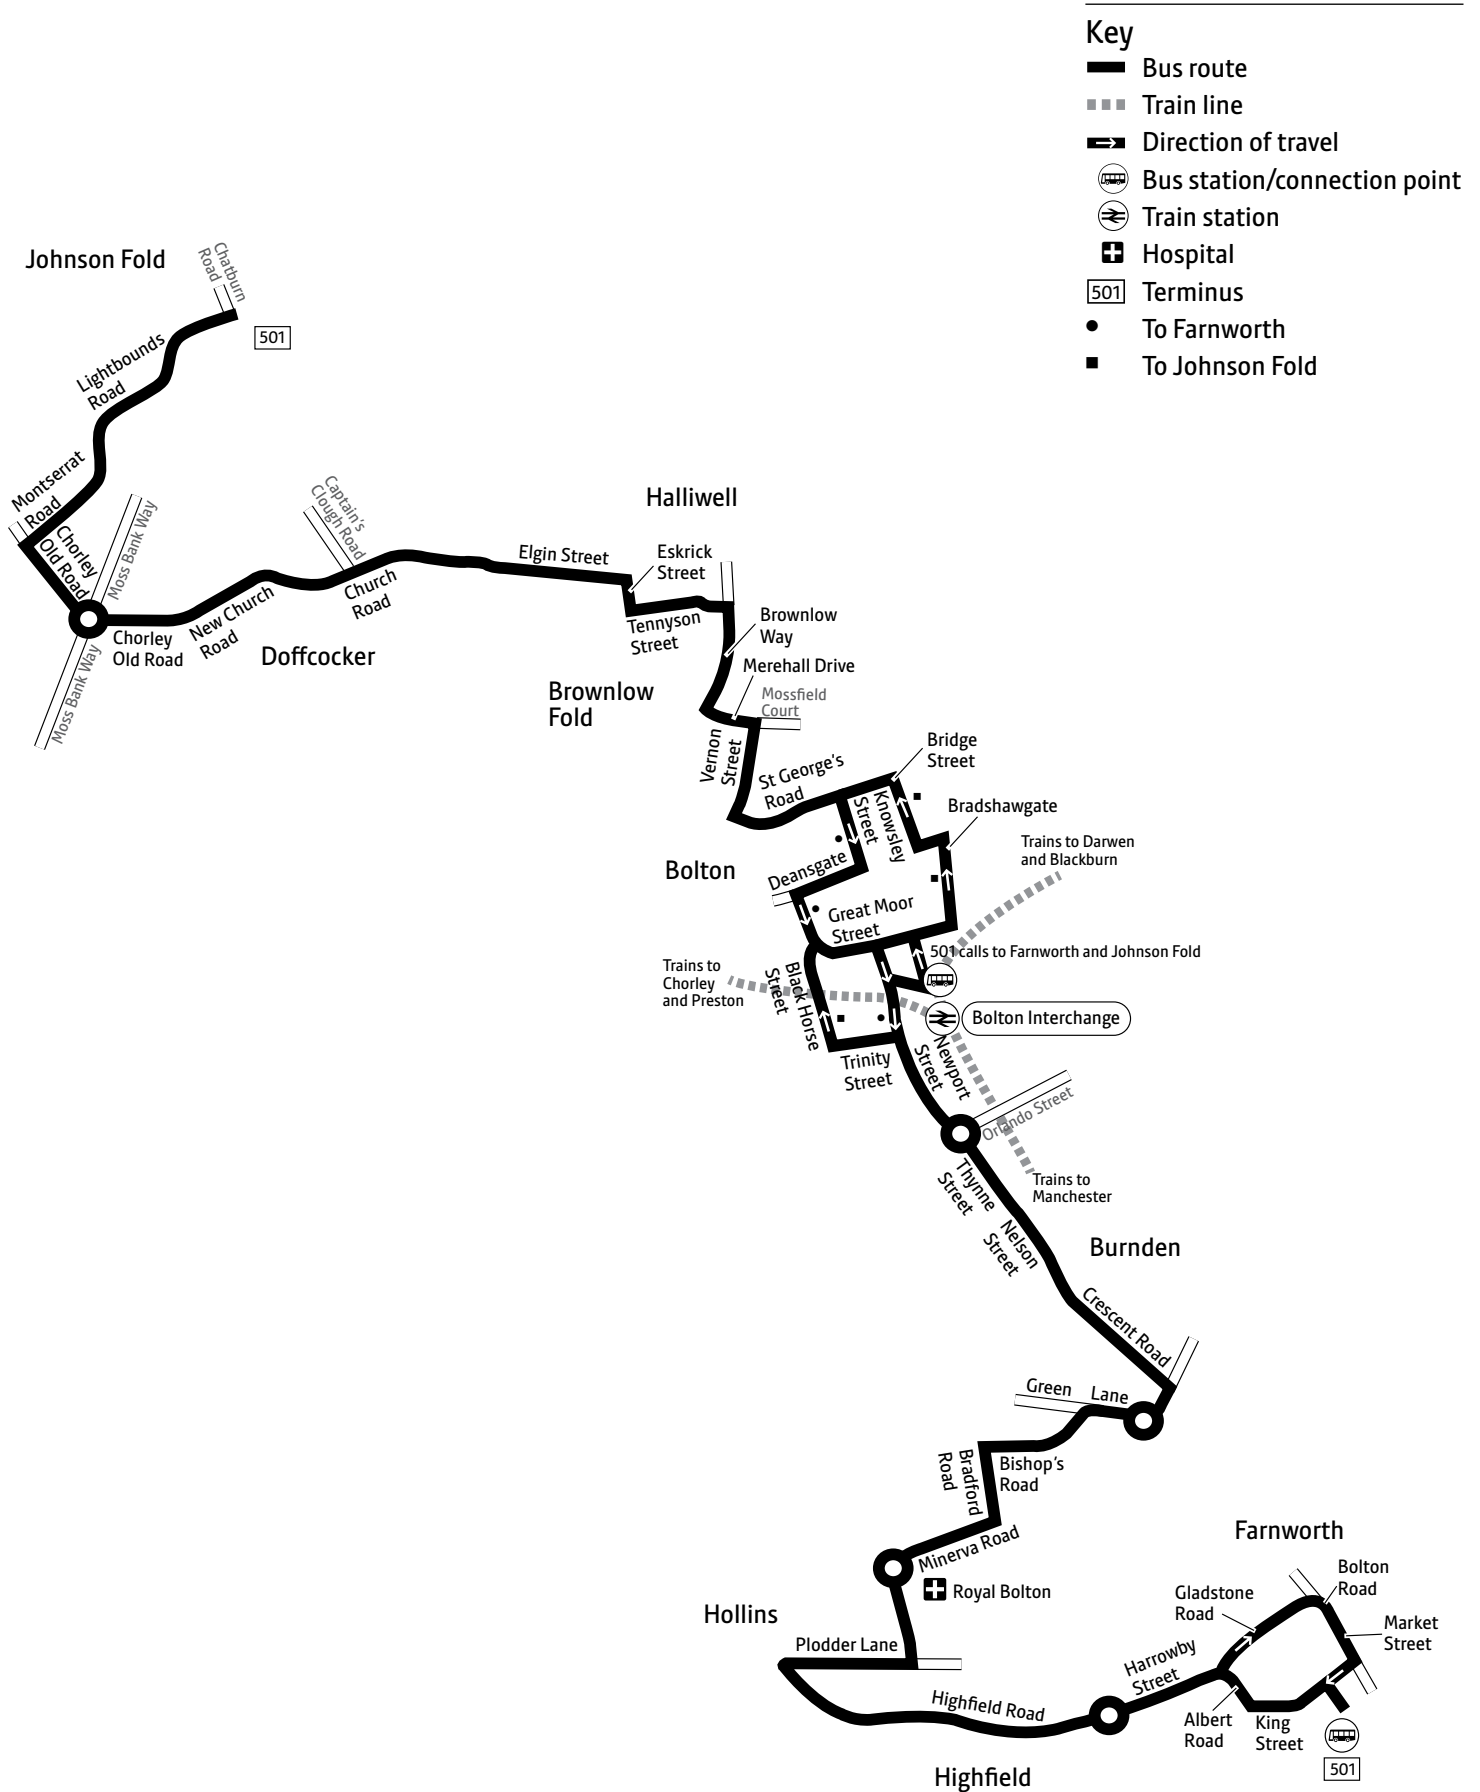 Key
Bus route
Train line
Direction of travel
Bus station/connection point
Train station
Hospital
501 Terminus
To Farnworth
To Johnson Fold
Johnson Fold
Chatburn
Road
501
Lightbounds
Road
Montserrat
Road
Chorley
Old Road
Moss Bank Way
Moss Bank Way
Chorley
Old Road
New Church
Road
Doffcocker
Captain's
Clough Road
Church
Road
Halliwell
Elgin Street
Eskrick
Street
Tennyson
Street
Brownlow
Way
Merehall Drive
Mossfield
Court
Brownlow
Fold
Vernon
Street
St George's
Road
Bridge
Street
Knowsley
Street
Bradshawgate
Trains to Darwen
and Blackburn
Bolton
Deansgate
Great Moor
Street
501 calls to Farnworth and Johnson Fold
Trains to
Chorley
and Preston
Black Horse
Street
Bolton Interchange
Trinity
Street
Newport
Street
Orlando Street
Thynne
Street
Trains to
Manchester
Nelson
Street
Burnden
Crescent Road
Green Lane
Bishop's
Road
Bradford
Road
Minerva Road
Royal Bolton
Hollins
Plodder Lane
Highfield Road
Highfield
Harrowby
Street
Farnworth
Gladstone
Road
Bolton
Road
Market
Street
Albert
Road
King
Street
501